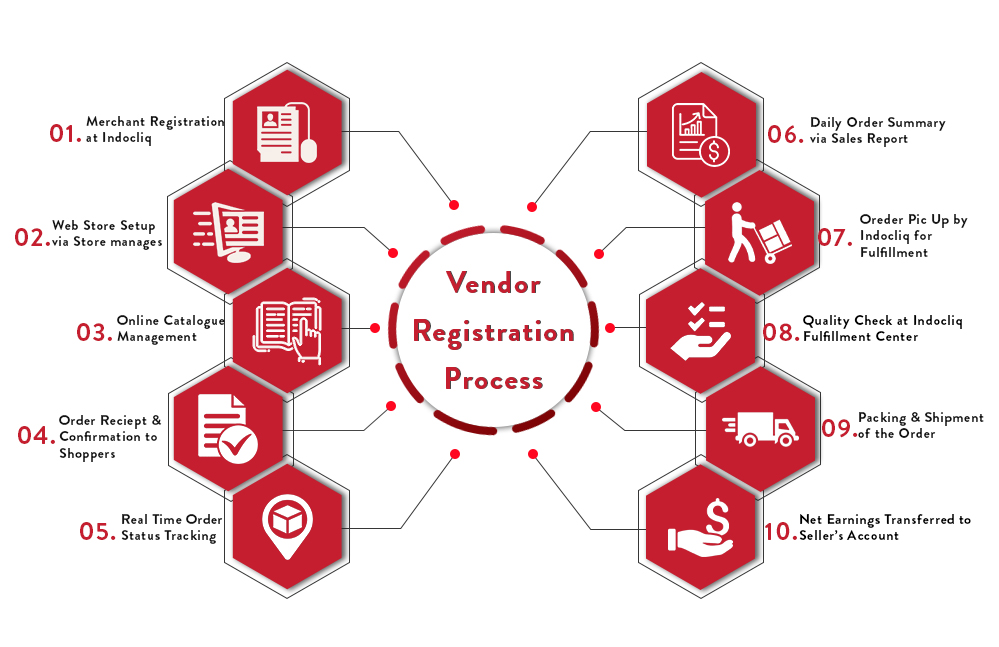 01.
Merchant Registration
at Indocliq
02.
Web Store Setup
via Store manages
03.
Online Catalogue
Management
04.
Order Reciept &
Confirmation to
Shoppers
05.
Real Time Order
Status Tracking
Vendor
Registration
Process
06.
Daily Order Summary
via Sales Report
07.
Oreder Pic Up by
Indocliq for
Fulfillment
08.
Quality Check at Indocliq
Fulfillment Center
09.
Packing & Shipment
of the Order
10.
Net Earnings Transferred to
Seller's Account